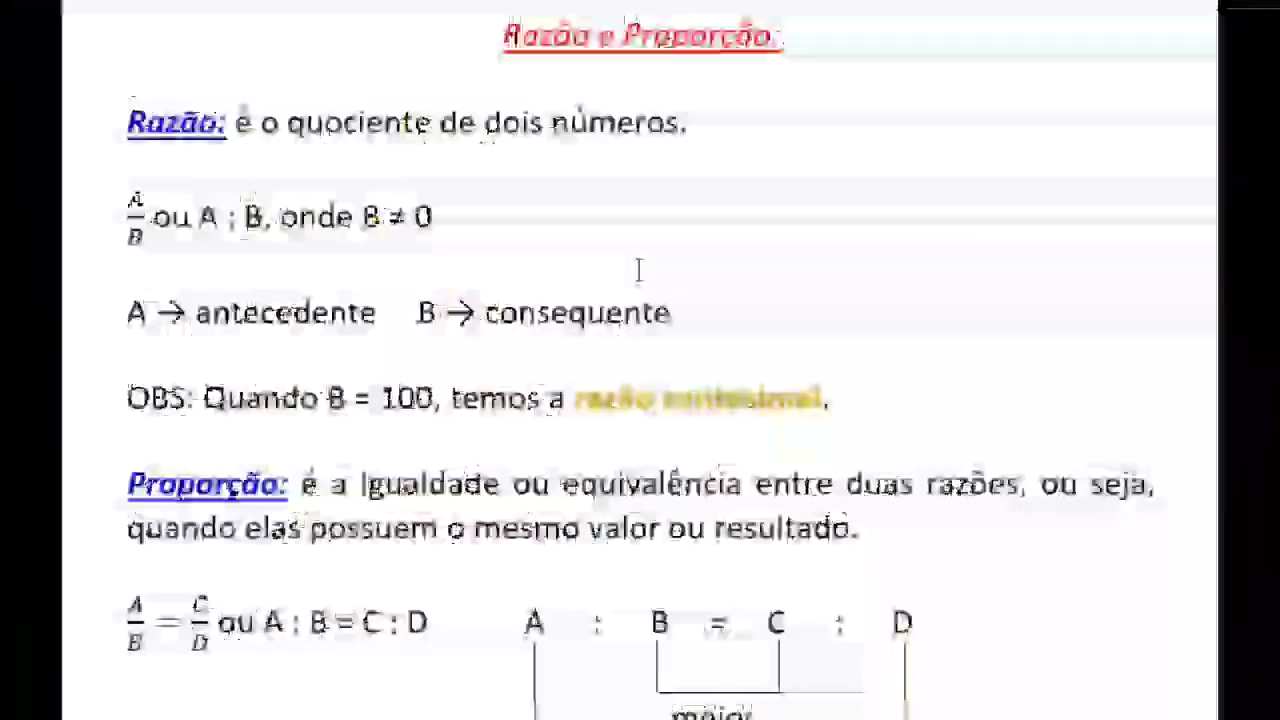 Razão e Proporção.
Razão: é o quociente de dois números.
A/B ou A : B, onde B ≠ 0
A → antecedente B → consequente
OBS: Quando B = 100, temos a razão centesimal.
Proporção: é a Igualdade ou equivalência entre duas razões, ou seja,
quando elas possuem o mesmo valor ou resultado.
A/B = C/D ou A : B = C : D A : B = C : D